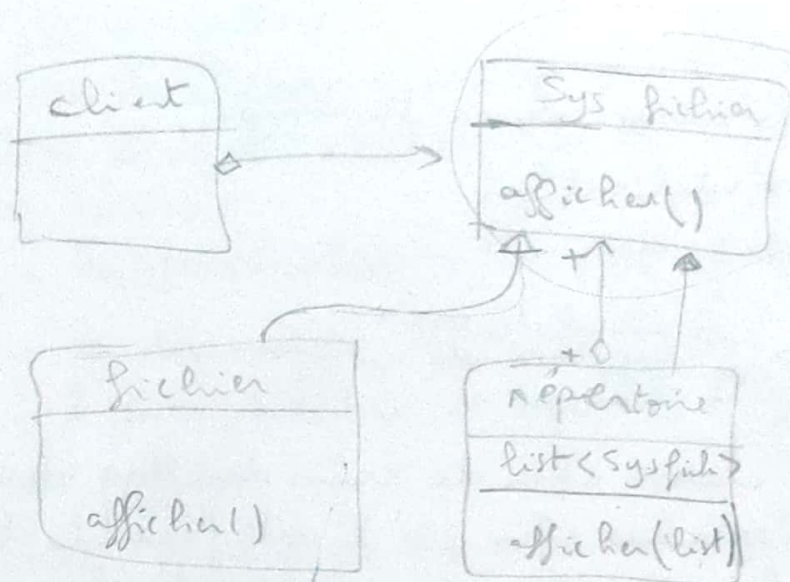 client
Sys fichier
afficher()
+
+
fichier
répertoire
list<Sysfich>
afficher()
afficher(list)